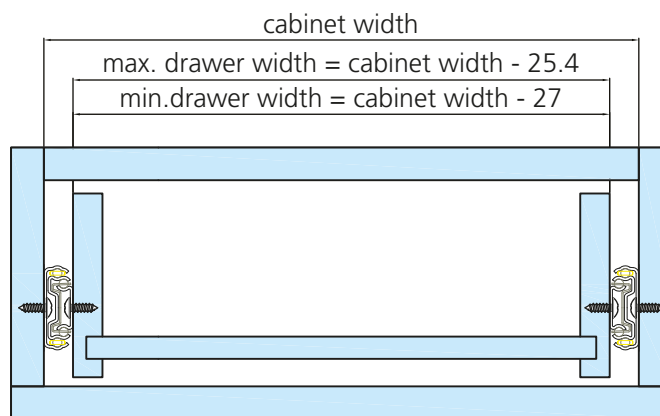 cabinet width
max. drawer width = cabinet width - 25.4
min.drawer width = cabinet width - 27